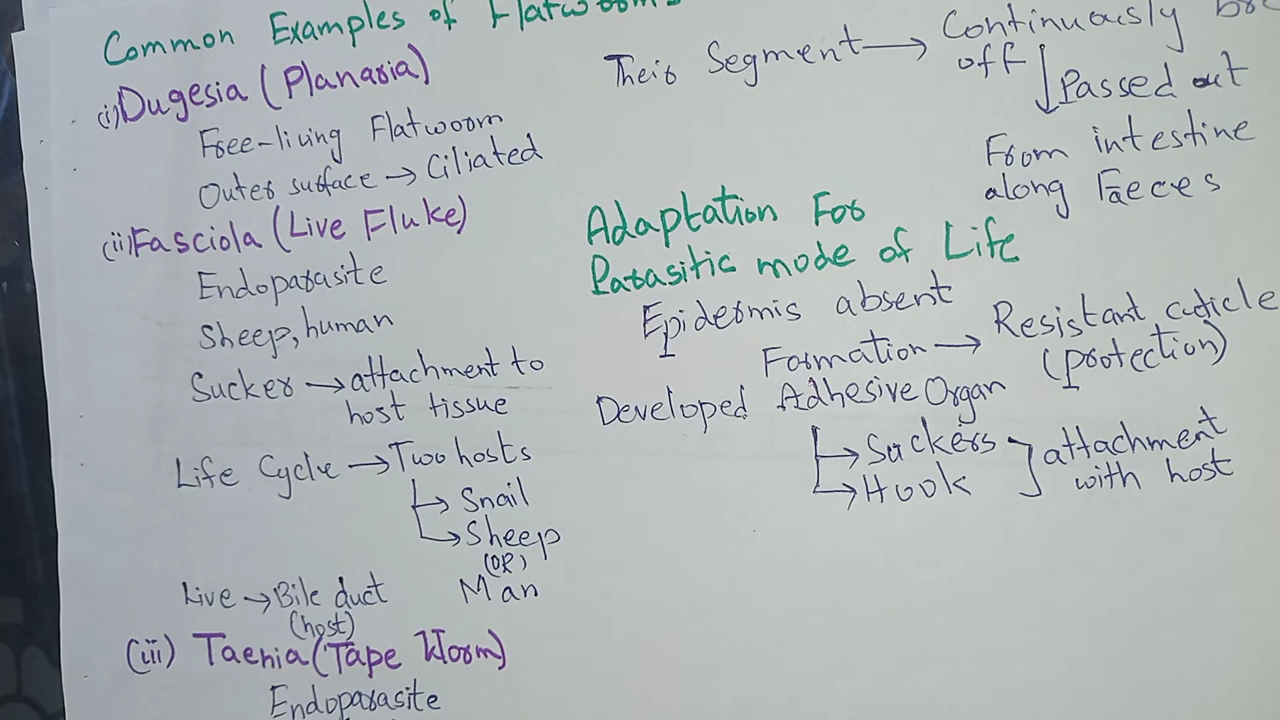 Common Examples of Flatworms
(i) Dugesia (Planaria)
Free-living Flatworm
Outer surface → Ciliated
(ii) Fasciola (Live Fluke)
Endoparasite
Sheep, human
Sucker → attachment to
host tissue
Life Cycle → Two hosts
→ Snail
→ Sheep
(OR)
Man
Live → Bile duct
(host)
(iii) Taenia (Tape Worm)
Endoparasite
Their Segment → Continuously
off
↓ Passed out
From intestine
along Faeces
Adaptation For
Parasitic mode of Life
Epidermis absent
Formation → Resistant cuticle
(protection)
Developed Adhesive Organ
→ Suckers
→ Hook
] attachment
with host